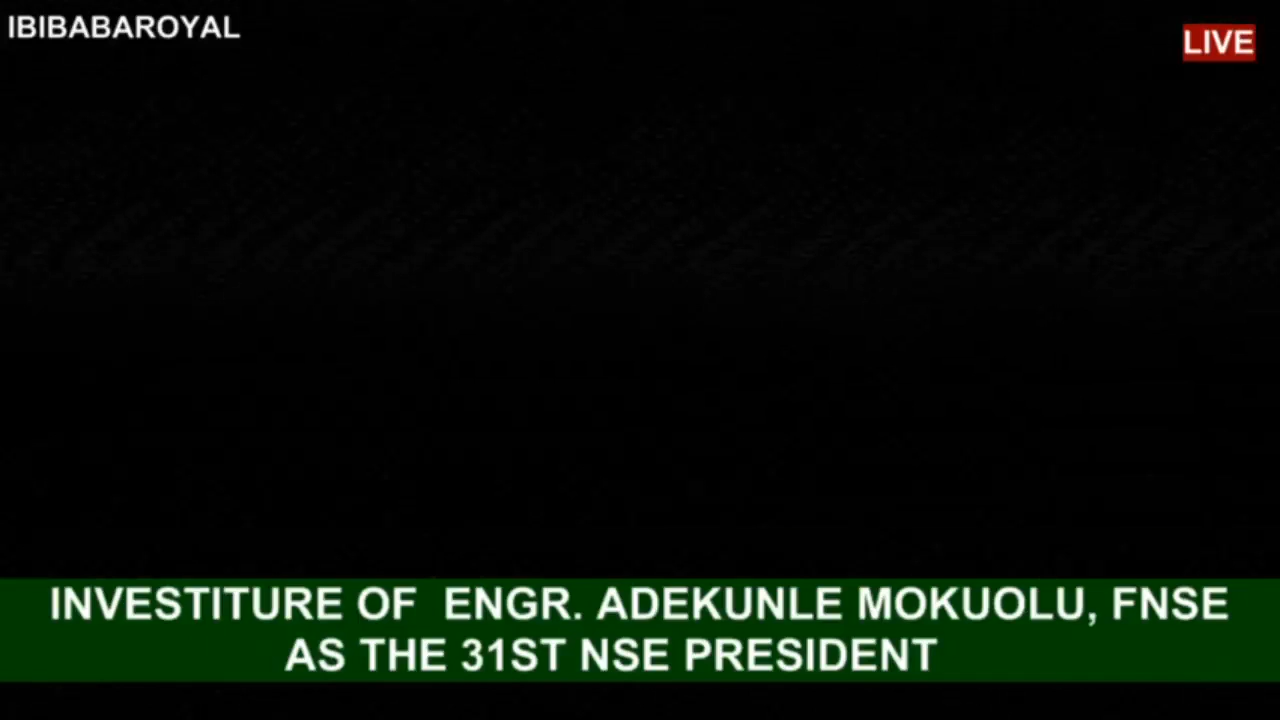 IBIBABAROYAL
LIVE
INVESTITURE OF  ENGR. ADEKUNLE MOKUOLU, FNSE
AS THE 31ST NSE PRESIDENT